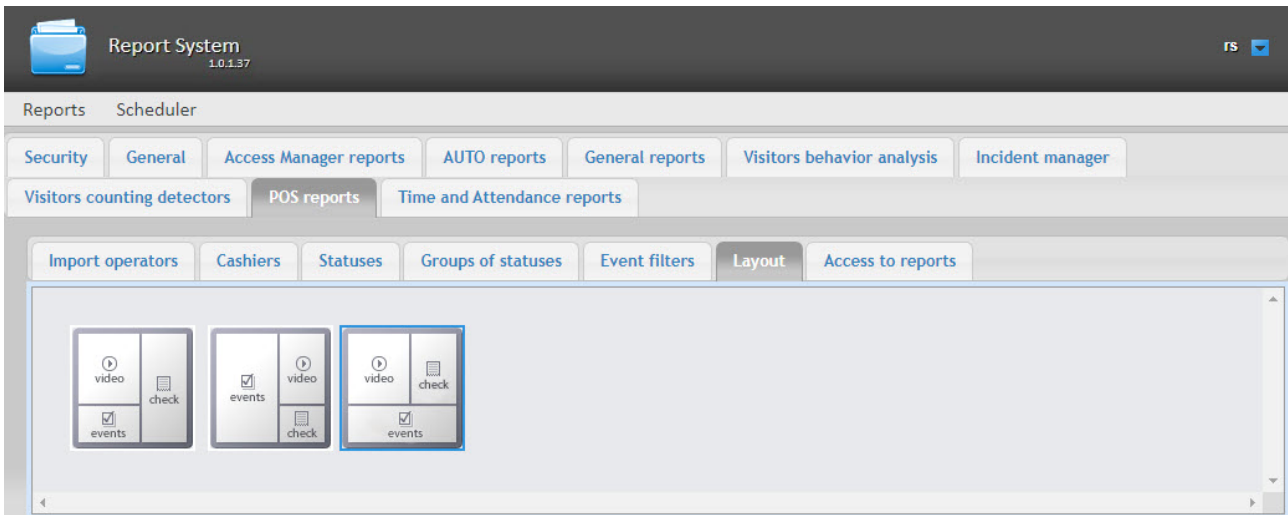 Report System
1.0.1.37
rs
Reports Scheduler
Security General Access Manager reports AUTO reports General reports Visitors behavior analysis Incident manager
Visitors counting detectors POS reports Time and Attendance reports
Import operators Cashiers Statuses Groups of statuses Event filters Layout Access to reports
video
check
events
events
video
check
video
check
events